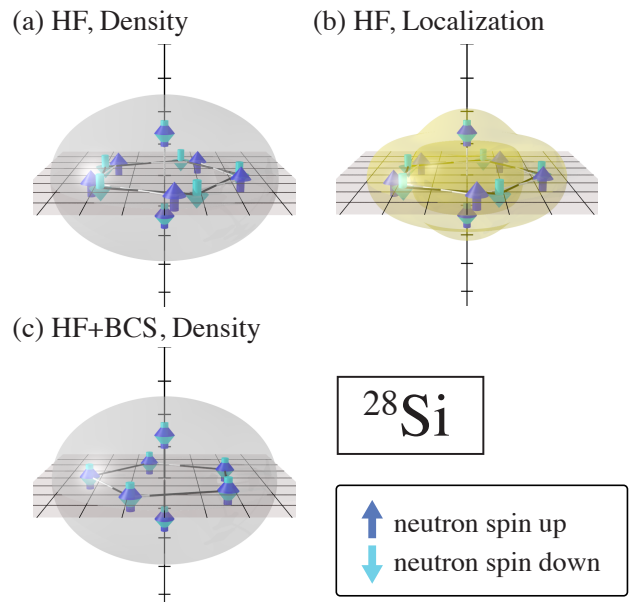 (a) HF, Density
(b) HF, Localization
(c) HF+BCS, Density
²⁸Si
neutron spin up
neutron spin down